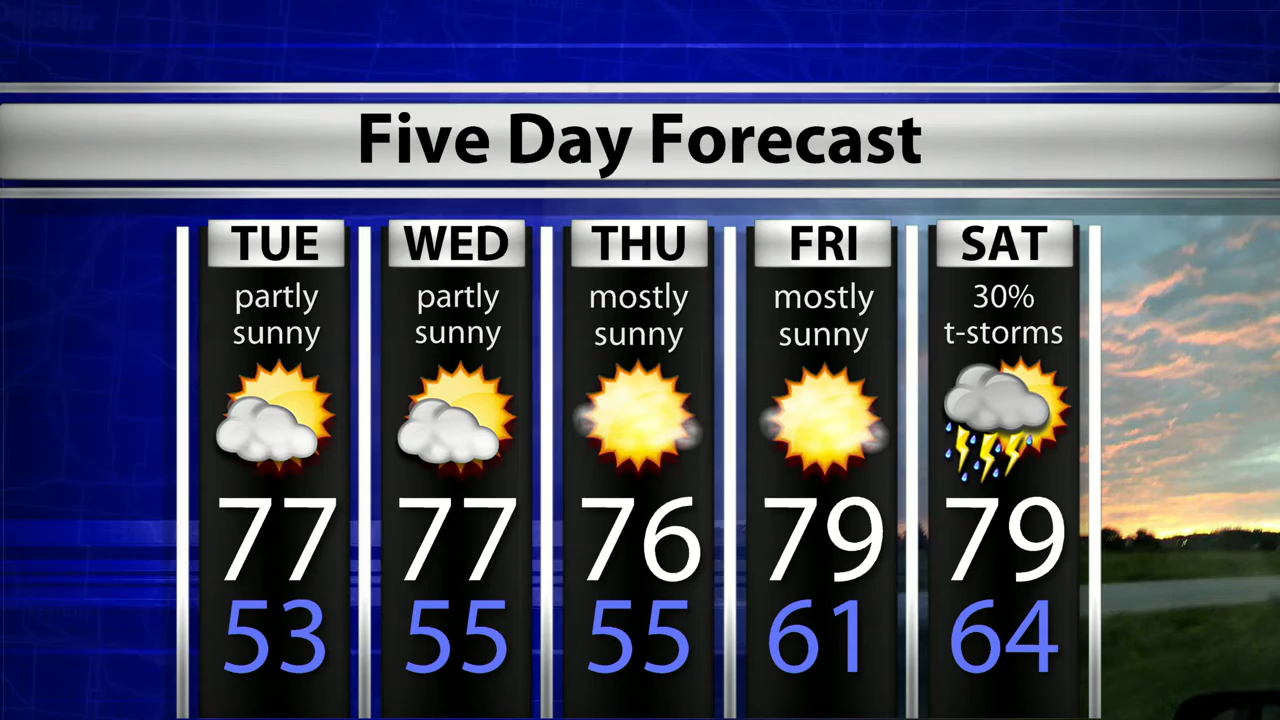 Five Day Forecast
TUE
partly
sunny
77
53
WED
partly
sunny
77
55
THU
mostly
sunny
76
55
FRI
mostly
sunny
79
61
SAT
30%
t-storms
79
64